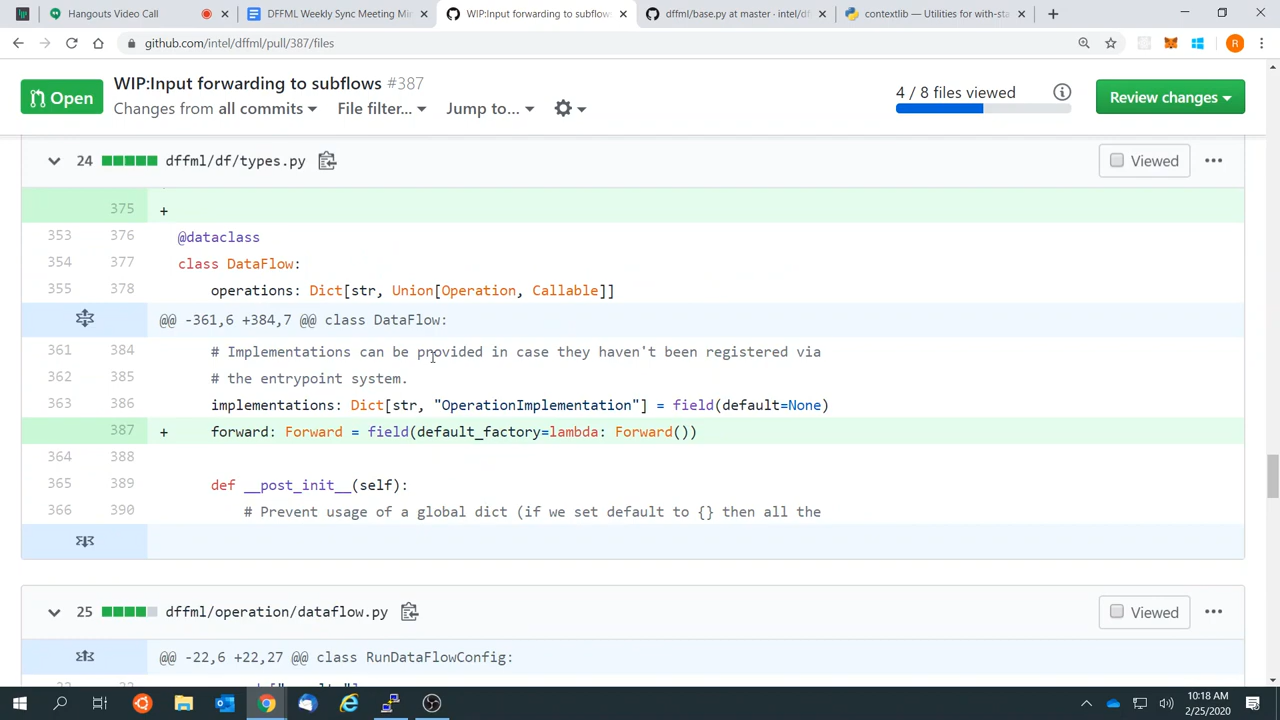 Hangouts Video Call
DFFML Weekly Sync Meeting Mi
WIP:Input forwarding to subflows
dffml/base.py at master · intel/df
contextlib — Utilities for with-sta
github.com/intel/dffml/pull/387/files
R
Open
WIP:Input forwarding to subflows #387
Changes from all commits
File filter...
Jump to...
4 / 8 files viewed
Review changes
24 dffml/df/types.py
Viewed
375 +
353 376 @dataclass
354 377 class DataFlow:
355 378 operations: Dict[str, Union[Operation, Callable]]
@@ -361,6 +384,7 @@ class DataFlow:
361 384 # Implementations can be provided in case they haven't been registered via
362 385 # the entrypoint system.
363 386 implementations: Dict[str, "OperationImplementation"] = field(default=None)
387 + forward: Forward = field(default_factory=lambda: Forward())
364 388
365 389 def __post_init__(self):
366 390 # Prevent usage of a global dict (if we set default to {} then all the
25 dffml/operation/dataflow.py
Viewed
@@ -22,6 +22,27 @@ class RunDataFlowConfig:
10:18 AM
2/25/2020